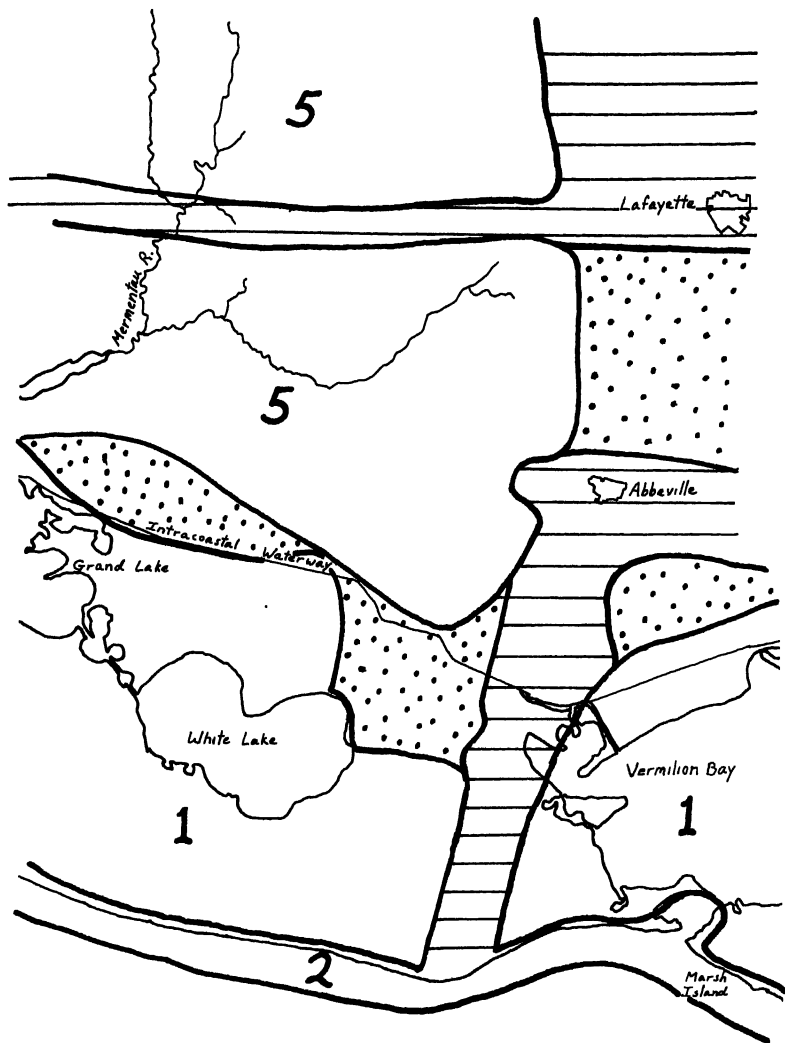 5
Lafayette
Mermentau R.
5
Abbeville
Intracoastal
Waterway
Grand Lake
White Lake
Vermilion Bay
1
1
2
Marsh
Island